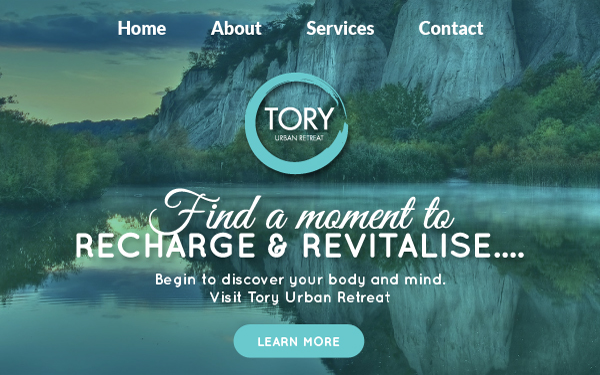 Home About Services Contact
TORY
URBAN RETREAT
Find a moment to
RECHARGE & REVITALISE....
Begin to discover your body and mind.
Visit Tory Urban Retreat
LEARN MORE